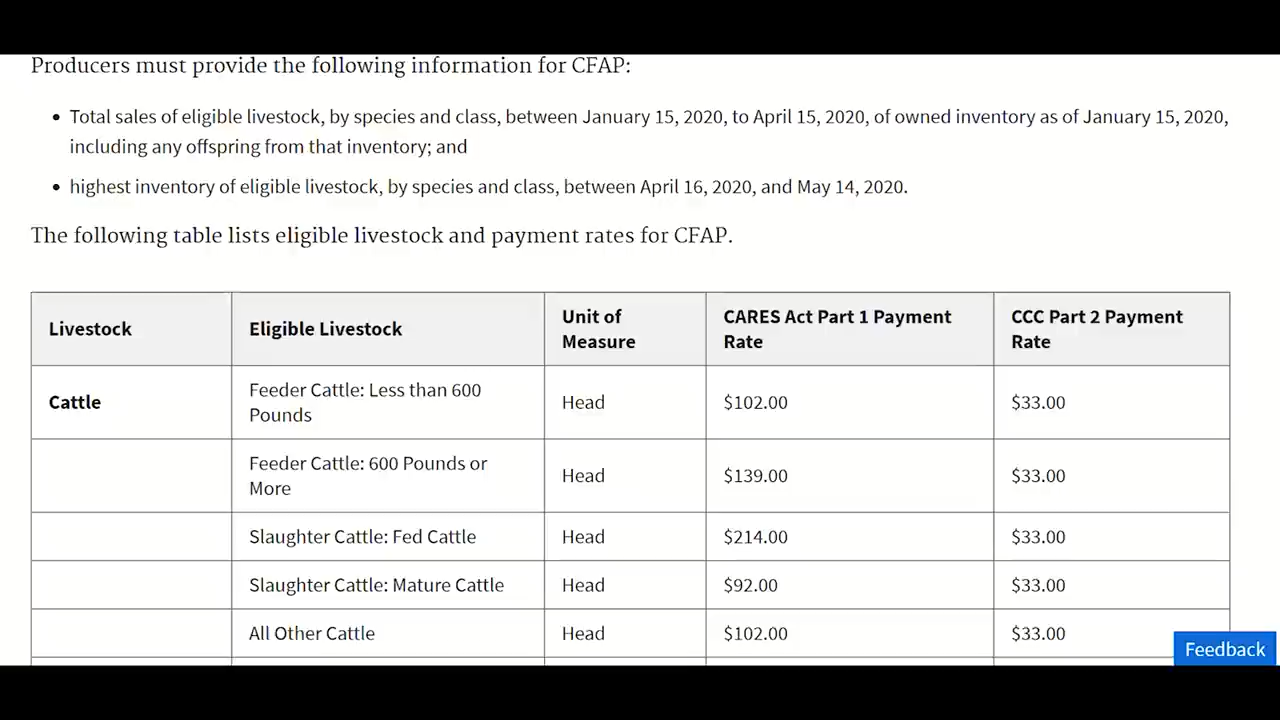 Producers must provide the following information for CFAP:
• Total sales of eligible livestock, by species and class, between January 15, 2020, to April 15, 2020, of owned inventory as of January 15, 2020,
including any offspring from that inventory; and
• highest inventory of eligible livestock, by species and class, between April 16, 2020, and May 14, 2020.
The following table lists eligible livestock and payment rates for CFAP.
Livestock Eligible Livestock Unit of Measure CARES Act Part 1 Payment Rate CCC Part 2 Payment Rate
Cattle Feeder Cattle: Less than 600 Pounds Head $102.00 $33.00
Feeder Cattle: 600 Pounds or More Head $139.00 $33.00
Slaughter Cattle: Fed Cattle Head $214.00 $33.00
Slaughter Cattle: Mature Cattle Head $92.00 $33.00
All Other Cattle Head $102.00 $33.00
Feedback